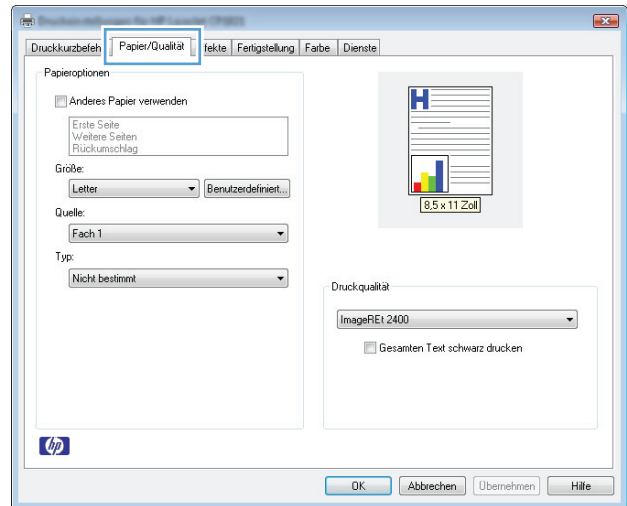 Druckkurzbefeh
Papier/Qualität
fekte
Fertigstellung
Farbe
Dienste
Papieroptionen
Anderes Papier verwenden
Erste Seite
Weitere Seiten
Rückumschlag
Größe:
Letter
Benutzerdefiniert...
Quelle:
Fach 1
Typ:
Nicht bestimmt
H
8,5 x 11 Zoll
Druckqualität
ImageREt 2400
Gesamten Text schwarz drucken
hp
OK
Abbrechen
Übernehmen
Hilfe